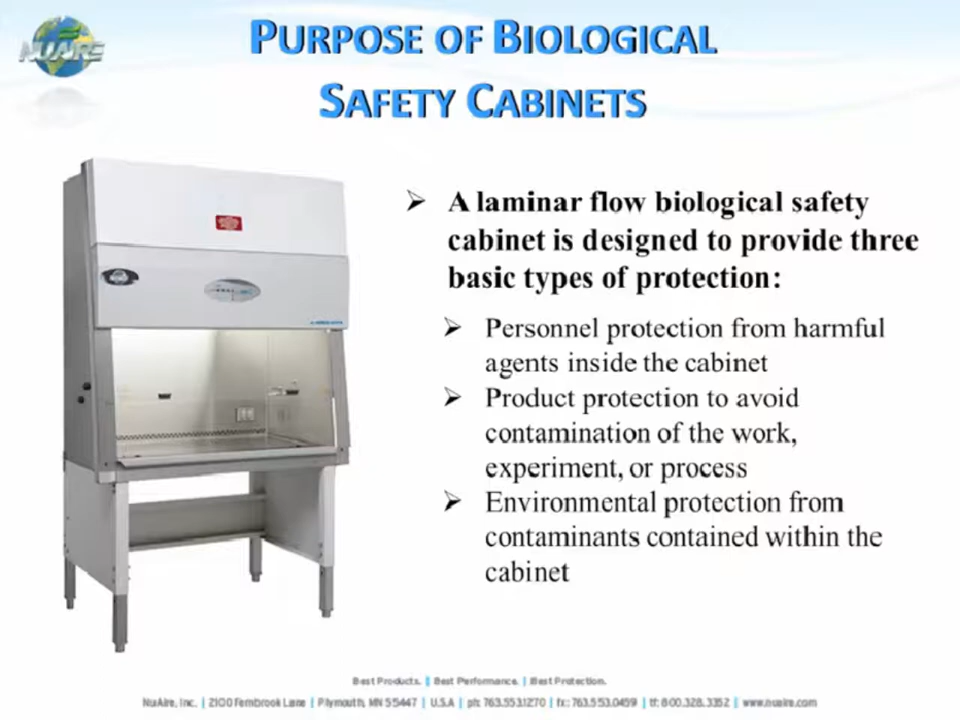 NUAIRE
PURPOSE OF BIOLOGICAL
SAFETY CABINETS
➢ A laminar flow biological safety
cabinet is designed to provide three
basic types of protection:
➢ Personnel protection from harmful
agents inside the cabinet
➢ Product protection to avoid
contamination of the work,
experiment, or process
➢ Environmental protection from
contaminants contained within the
cabinet
Best Products. || Best Performance. || Best Protection.
NuAire, Inc. | 2100 Fernbrook Lane | Plymouth, MN 55447 | U.S.A | ph: 763.553.1270 | fx: 763.553.0459 | tf: 800.328.3352 | www.nuaire.com